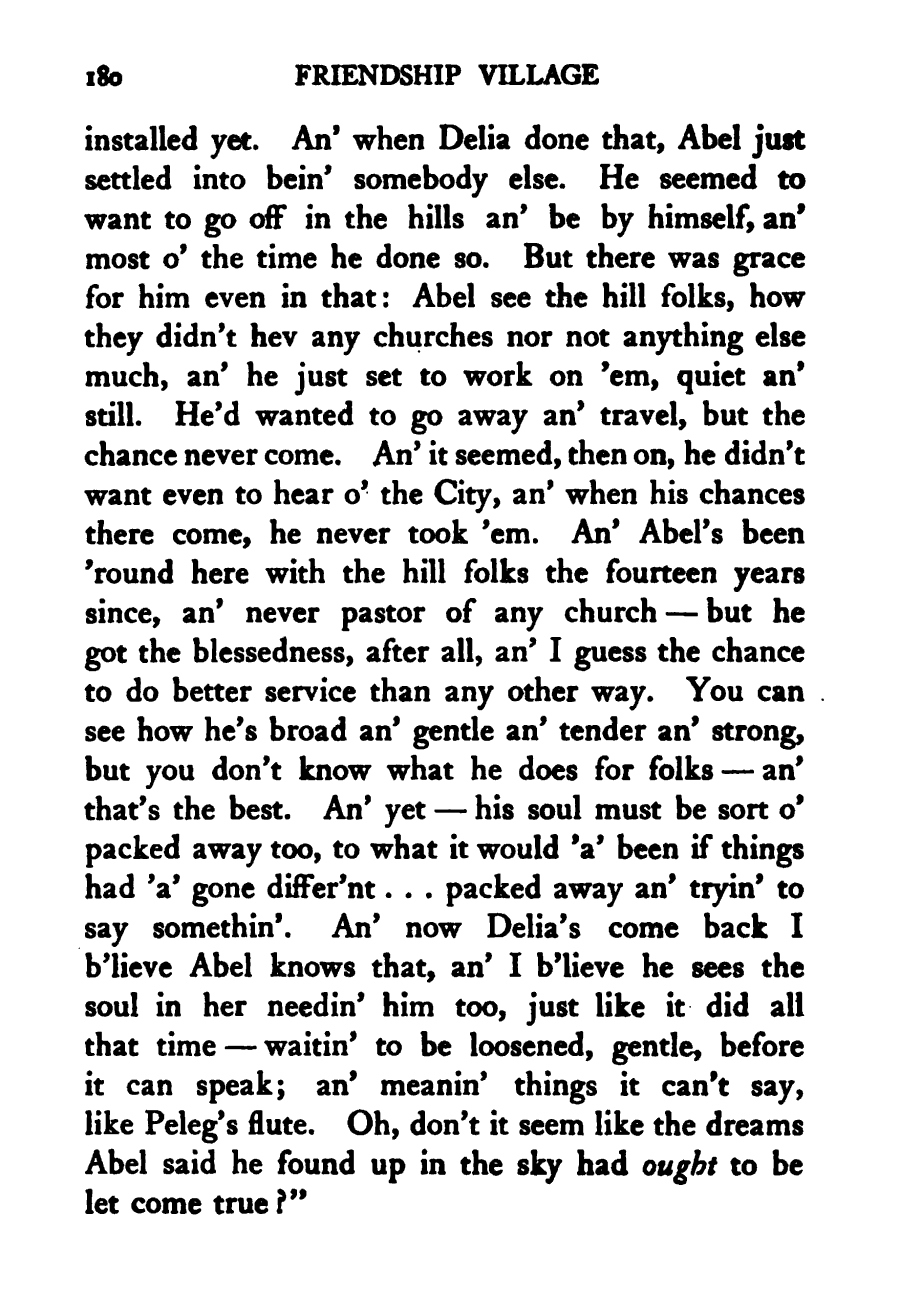 180 FRIENDSHIP VILLAGE
installed yet. An' when Delia done that, Abel just
settled into bein' somebody else. He seemed to
want to go off in the hills an' be by himself, an'
most o' the time he done so. But there was grace
for him even in that: Abel see the hill folks, how
they didn't hev any churches nor not anything else
much, an' he just set to work on 'em, quiet an'
still. He'd wanted to go away an' travel, but the
chance never come. An' it seemed, then on, he didn't
want even to hear o' the City, an' when his chances
there come, he never took 'em. An' Abel's been
'round here with the hill folks the fourteen years
since, an' never pastor of any church — but he
got the blessedness, after all, an' I guess the chance
to do better service than any other way. You can
see how he's broad an' gentle an' tender an' strong,
but you don't know what he does for folks — an'
that's the best. An' yet — his soul must be sort o'
packed away too, to what it would 'a' been if things
had 'a' gone differ'nt . . . packed away an' tryin' to
say somethin'. An' now Delia's come back I
b'lieve Abel knows that, an' I b'lieve he sees the
soul in her needin' him too, just like it did all
that time — waitin' to be loosened, gentle, before
it can speak; an' meanin' things it can't say,
like Peleg's flute. Oh, don't it seem like the dreams
Abel said he found up in the sky had ought to be
let come true?"